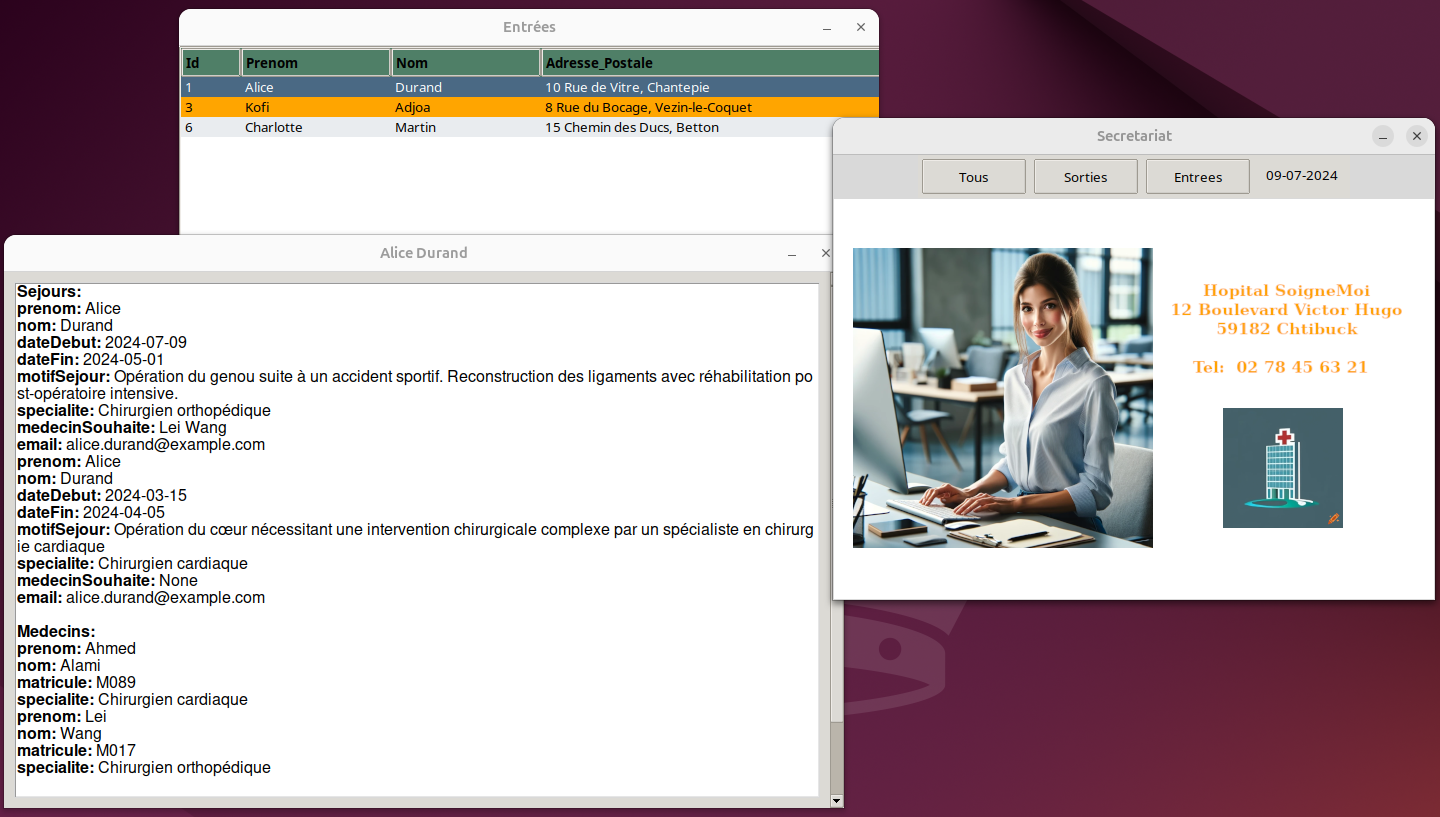 Entrées
Id Prenom Nom Adresse_Postale
1 Alice Durand 10 Rue de Vitre, Chantepie
3 Kofi Adjoa 8 Rue du Bocage, Vezin-le-Coquet
6 Charlotte Martin 15 Chemin des Ducs, Betton
Secretariat
Tous Sorties Entrees 09-07-2024
Hopital SoigneMoi
12 Boulevard Victor Hugo
59182 Chtibuck
Tel: 02 78 45 63 21
Alice Durand
Sejours:
prenom: Alice
nom: Durand
dateDebut: 2024-07-09
dateFin: 2024-05-01
motifSejour: Opération du genou suite à un accident sportif. Reconstruction des ligaments avec réhabilitation po
st-opératoire intensive.
specialite: Chirurgien orthopédique
medecinSouhaite: Lei Wang
email: alice.durand@example.com
prenom: Alice
nom: Durand
dateDebut: 2024-03-15
dateFin: 2024-04-05
motifSejour: Opération du cœur nécessitant une intervention chirurgicale complexe par un spécialiste en chirurg
ie cardiaque
specialite: Chirurgien cardiaque
medecinSouhaite: None
email: alice.durand@example.com
Medecins:
prenom: Ahmed
nom: Alami
matricule: M089
specialite: Chirurgien cardiaque
prenom: Lei
nom: Wang
matricule: M017
specialite: Chirurgien orthopédique